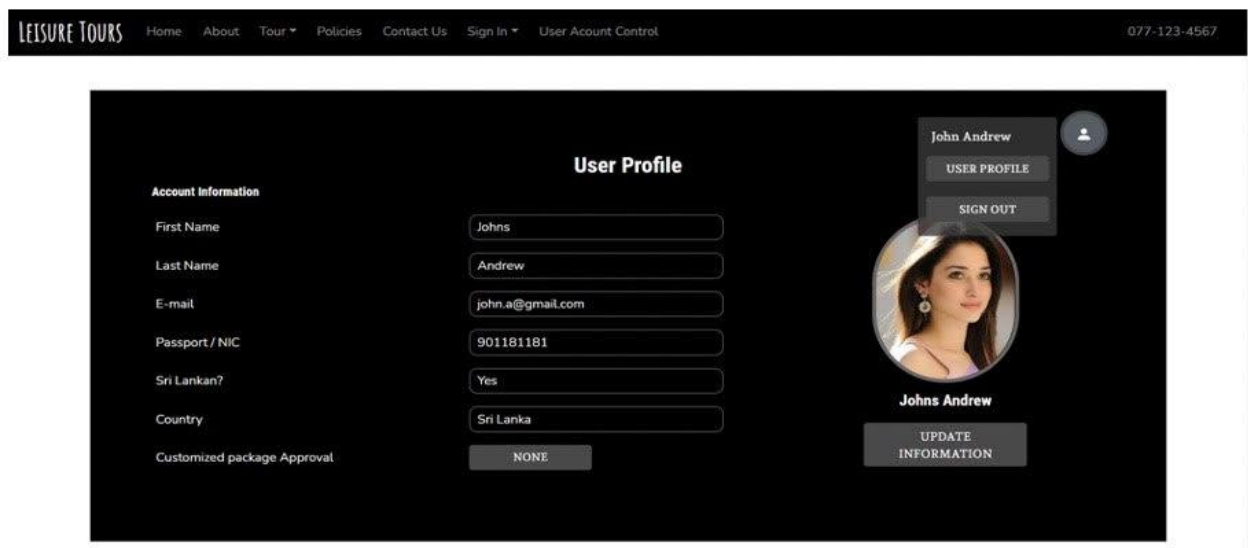 LEISURE TOURS Home About Tour Policies Contact Us Sign In User Acount Control 077-123-4567
John Andrew
USER PROFILE
SIGN OUT
User Profile
Account Information
First Name Johns
Last Name Andrew
E-mail john.a@gmail.com
Passport / NIC 901181181
Sri Lankan? Yes
Country Sri Lanka
Customized package Approval NONE
Johns Andrew
UPDATE
INFORMATION